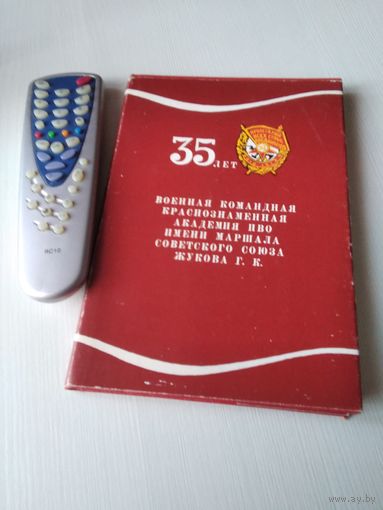 35 ЛЕТ
ВОЕННАЯ КОМАНДНАЯ
КРАСНОЗНАМЕННАЯ
АКАДЕМИЯ ПВО
ИМЕНИ МАРШАЛА
СОВЕТСКОГО СОЮЗА
ЖУКОВА Г. К.
RC10
www.ay.by